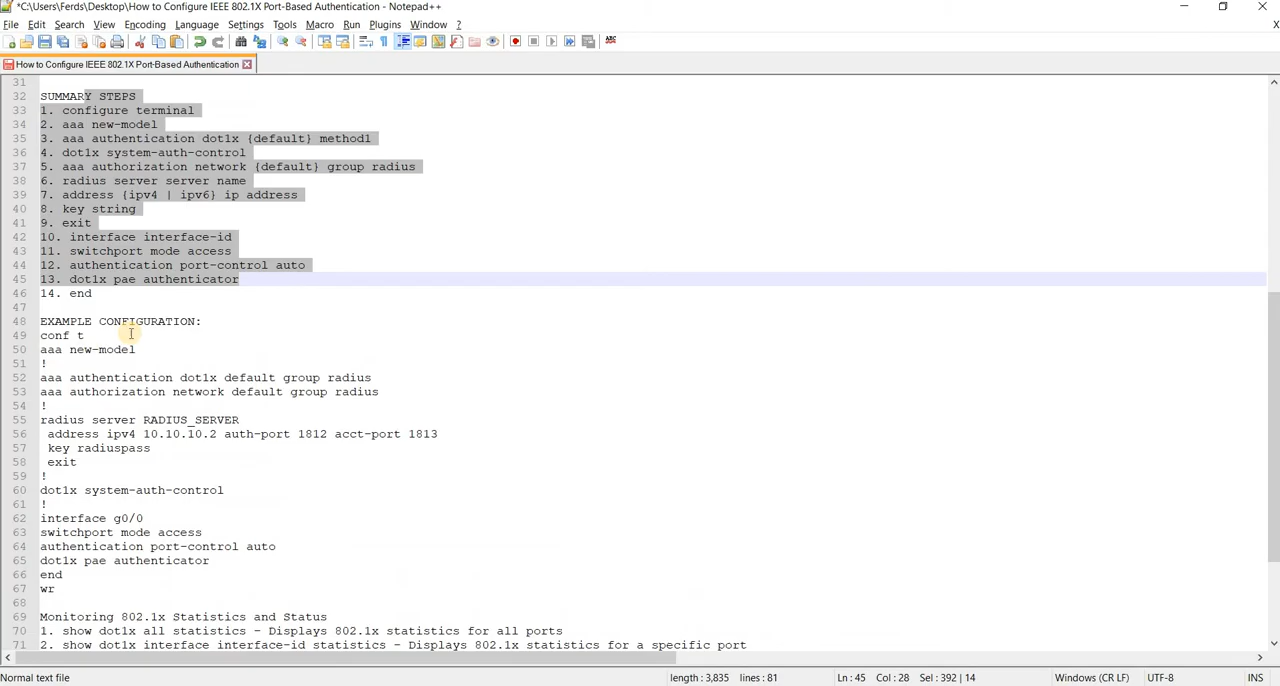 *C:\Users\Ferds\Desktop\How to Configure IEEE 802.1X Port-Based Authentication - Notepad++
File Edit Search View Encoding Language Settings Tools Macro Run Plugins Window ? X
ABC
How to Configure IEEE 802.1X Port-Based Authentication
31
32 SUMMARY STEPS
33 1. configure terminal
34 2. aaa new-model
35 3. aaa authentication dot1x {default} method1
36 4. dot1x system-auth-control
37 5. aaa authorization network {default} group radius
38 6. radius server server name
39 7. address {ipv4 | ipv6} ip address
40 8. key string
41 9. exit
42 10. interface interface-id
43 11. switchport mode access
44 12. authentication port-control auto
45 13. dot1x pae authenticator
46 14. end
47
48 EXAMPLE CONFIGURATION:
49 conf t
50 aaa new-model
51 !
52 aaa authentication dot1x default group radius
53 aaa authorization network default group radius
54 !
55 radius server RADIUS_SERVER
56 address ipv4 10.10.10.2 auth-port 1812 acct-port 1813
57 key radiuspass
58 exit
59 !
60 dot1x system-auth-control
61 !
62 interface g0/0
63 switchport mode access
64 authentication port-control auto
65 dot1x pae authenticator
66 end
67 wr
68
69 Monitoring 802.1x Statistics and Status
70 1. show dot1x all statistics - Displays 802.1x statistics for all ports
71 2. show dot1x interface interface-id statistics - Displays 802.1x statistics for a specific port
Normal text file length : 3,835 lines : 81 Ln : 45 Col : 28 Sel : 392 | 14 Windows (CR LF) UTF-8 INS